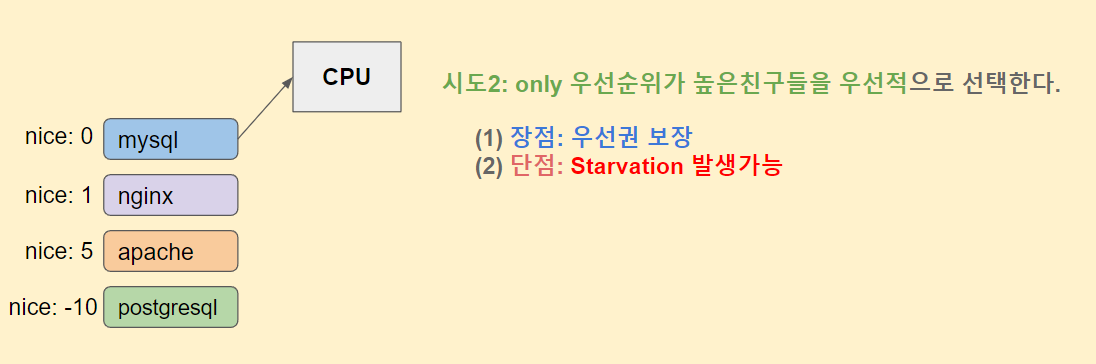 CPU
시도2: only 우선순위가 높은친구들을 우선적으로 선택한다.
(1) 장점: 우선권 보장
(2) 단점: Starvation 발생가능
nice: 0 mysql
nice: 1 nginx
nice: 5 apache
nice: -10 postgresql